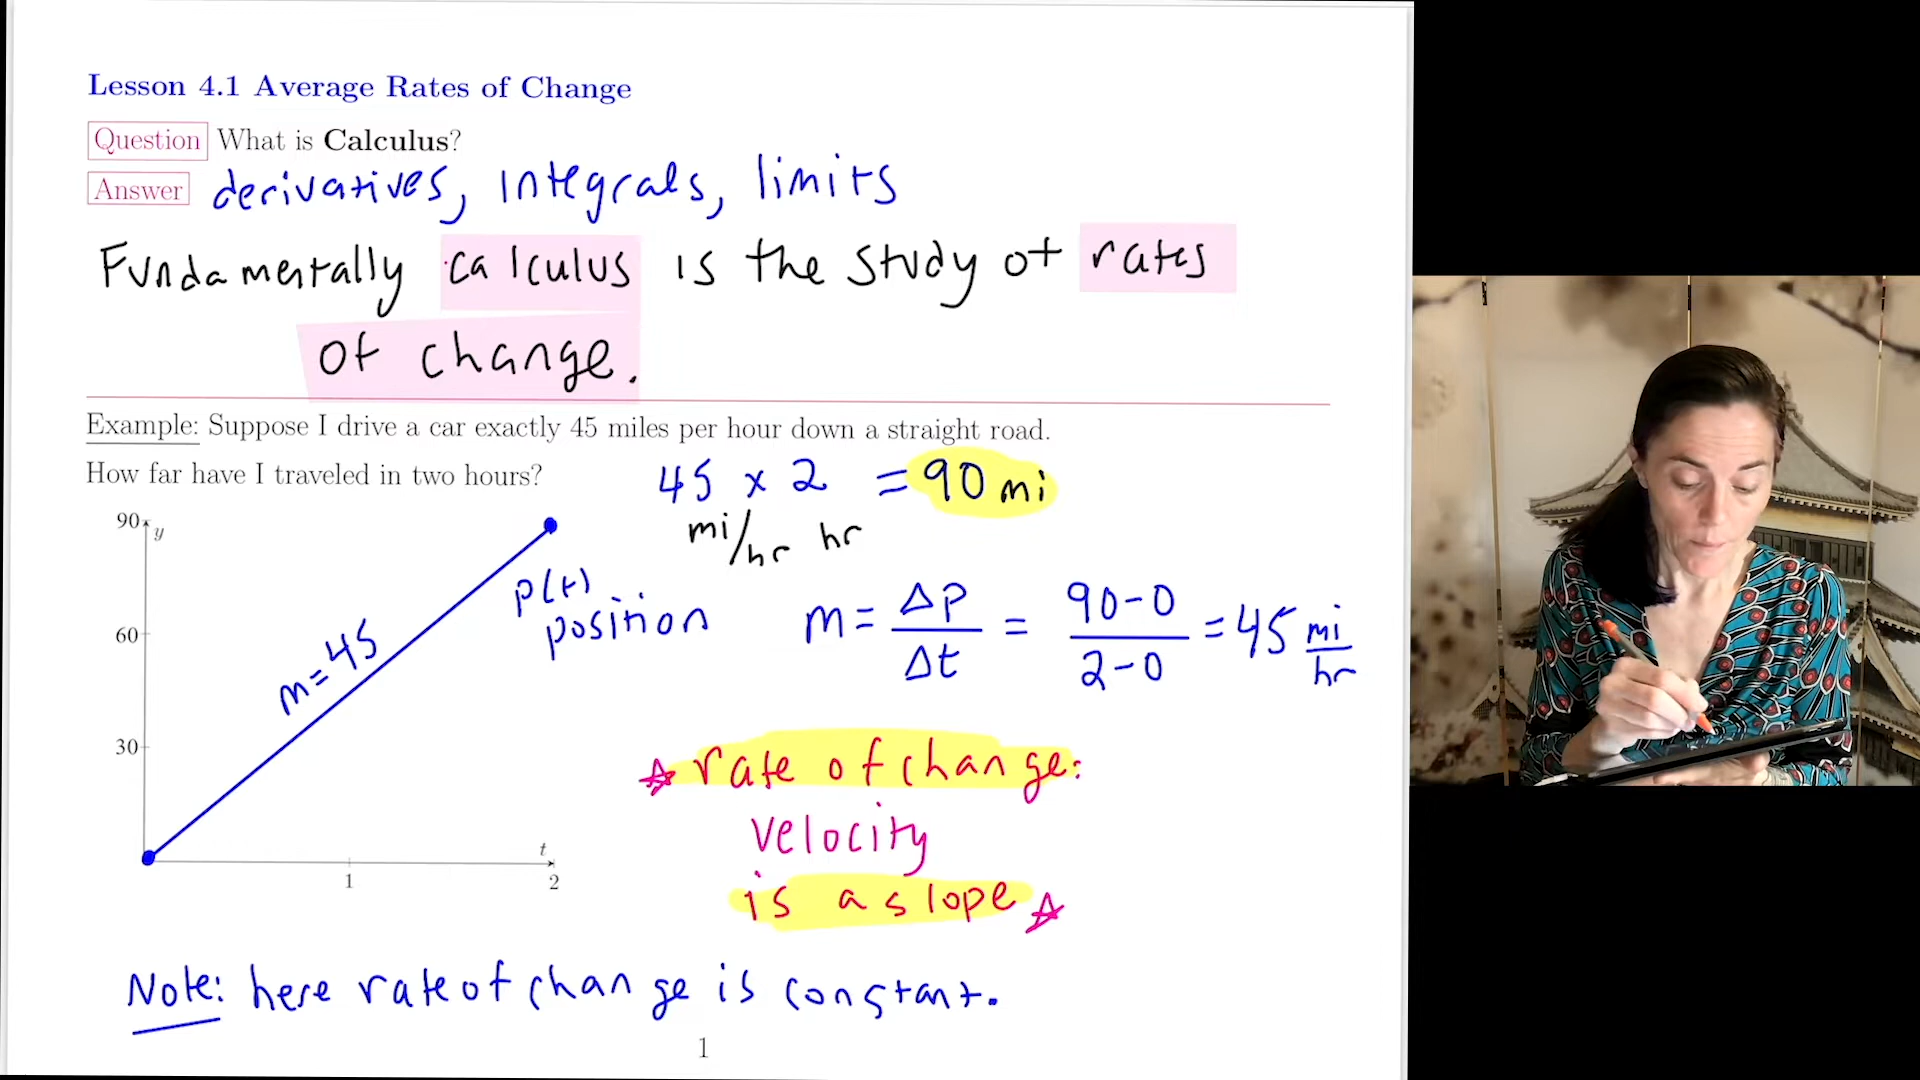 Lesson 4.1 Average Rates of Change
Question What is Calculus?
Answer derivatives, integrals, limits
Fundamentally calculus is the study of rates
of change.
Example: Suppose I drive a car exactly 45 miles per hour down a straight road.
How far have I traveled in two hours?
45 x 2 = 90 mi
mi/hr hr
90
y
60
30
t
1
2
m=45
p(t)
position
m = Δp/Δt = 90-0/2-0 = 45 mi/hr
☆ rate of change:
velocity
is a slope ☆
Note: here rate of change is constant.
1